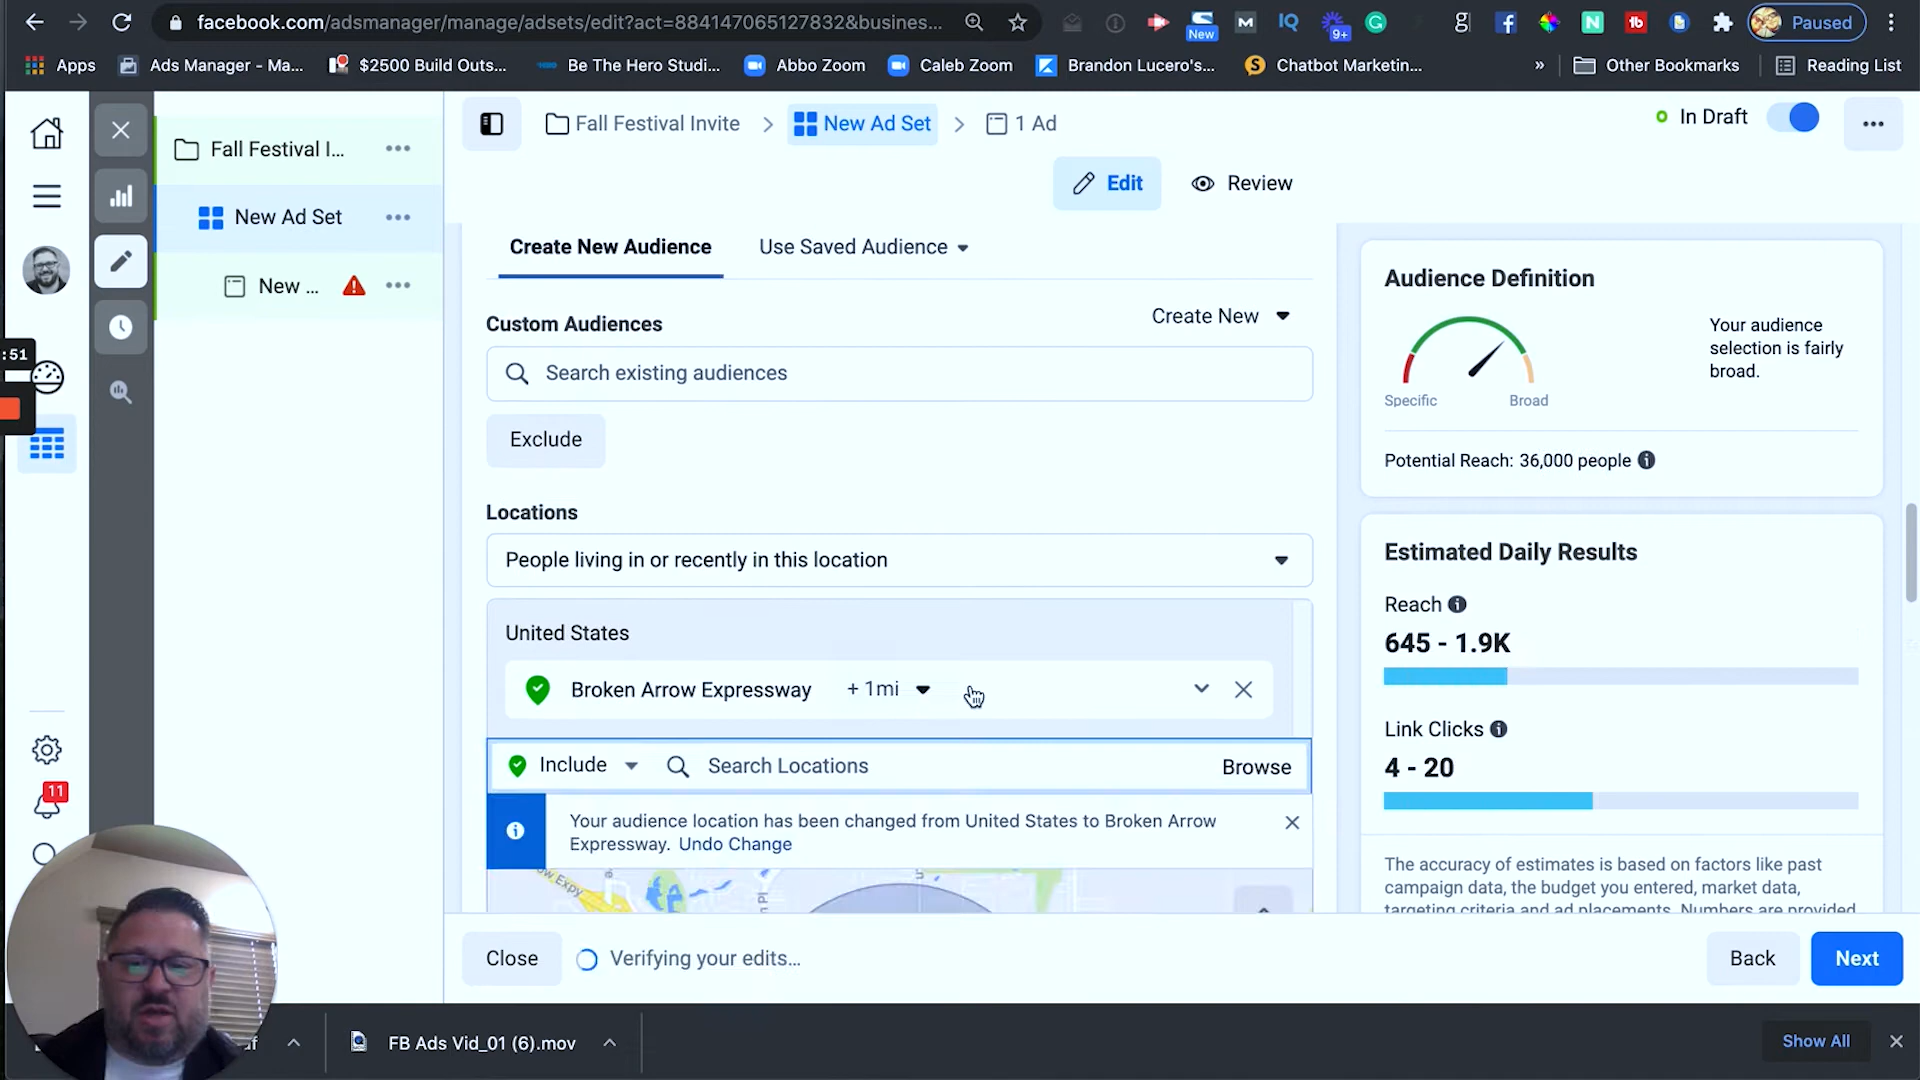 facebook.com/adsmanager/manage/adsets/edit?act=884147065127832&busines...
New
M
IQ
9+
Paused
Apps
Ads Manager - Ma...
$2500 Build Outs...
Be The Hero Studi...
Abbo Zoom
Caleb Zoom
Brandon Lucero's...
Chatbot Marketin...
»
Other Bookmarks
Reading List
Fall Festival I...
New Ad Set
New ...
:51
11
Fall Festival Invite
New Ad Set
1 Ad
In Draft
Edit
Review
Create New Audience
Use Saved Audience
Custom Audiences
Create New
Search existing audiences
Exclude
Locations
People living in or recently in this location
United States
Broken Arrow Expressway
+ 1mi
Include
Search Locations
Browse
Your audience location has been changed from United States to Broken Arrow
Expressway. Undo Change
Audience Definition
Your audience
selection is fairly
broad.
Specific
Broad
Potential Reach: 36,000 people
Estimated Daily Results
Reach
645 - 1.9K
Link Clicks
4 - 20
The accuracy of estimates is based on factors like past
campaign data, the budget you entered, market data,
targeting criteria and ad placements. Numbers are provided
Close
Verifying your edits...
Back
Next
FB Ads Vid_01 (6).mov
Show All